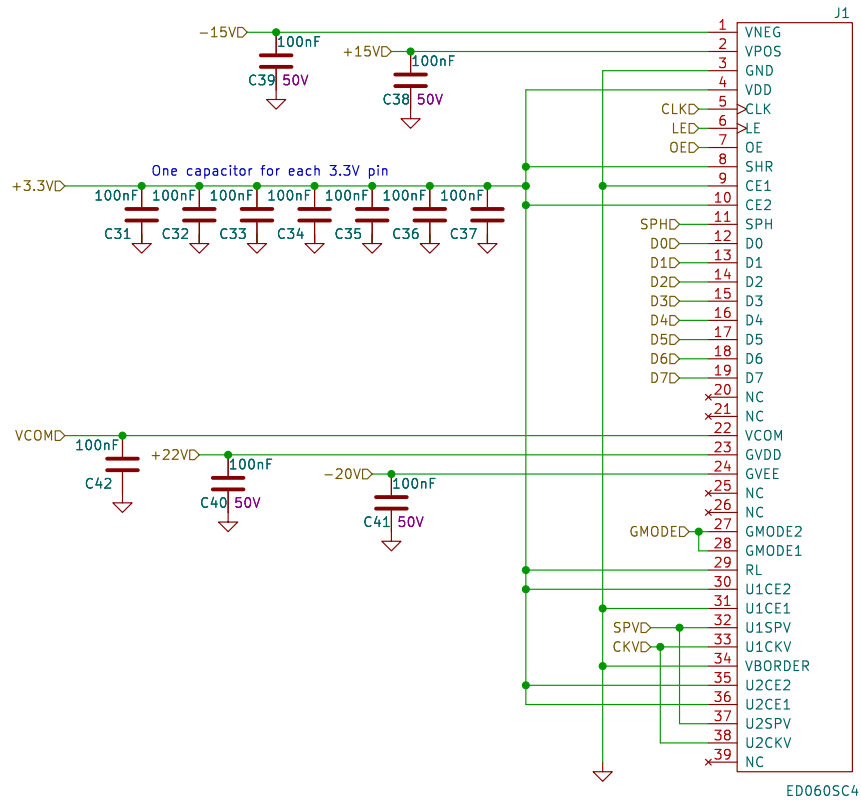 J1
-15V
1 VNEG
100nF
C39 50V
+15V
2 VPOS
100nF
C38 50V
3 GND
4 VDD
CLK 5 CLK
LE 6 LE
OE 7 OE
One capacitor for each 3.3V pin
8 SHR
+3.3V
9 CE1
100nF 100nF 100nF 100nF 100nF 100nF 100nF
C31 C32 C33 C34 C35 C36 C37
10 CE2
SPH 11 SPH
D0 12 D0
D1 13 D1
D2 14 D2
D3 15 D3
D4 16 D4
D5 17 D5
D6 18 D6
D7 19 D7
20 NC
21 NC
VCOM 22 VCOM
100nF
C42
+22V 23 GVDD
100nF
C40 50V
-20V 24 GVEE
100nF
C41 50V
25 NC
26 NC
GMODE 27 GMODE2
28 GMODE1
29 RL
30 U1CE2
31 U1CE1
SPV 32 U1SPV
CKV 33 U1CKV
34 VBORDER
35 U2CE2
36 U2CE1
37 U2SPV
38 U2CKV
39 NC
ED060SC4